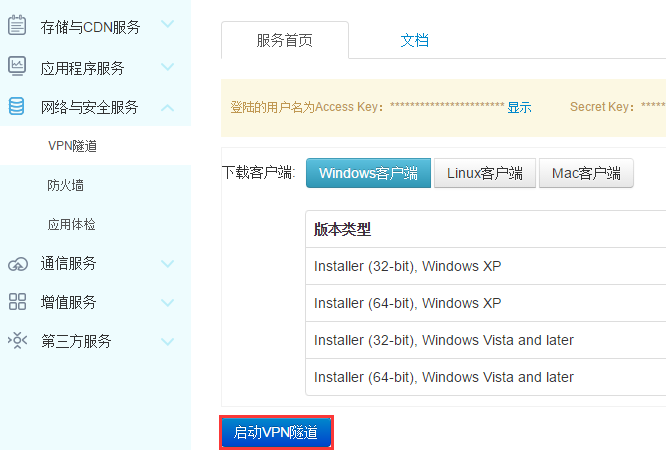 存储与CDN服务
应用程序服务
网络与安全服务
VPN隧道
防火墙
应用体检
通信服务
增值服务
第三方服务
服务首页 文档
登陆的用户名为Access Key: *********************** 显示 Secret Key: *****
下载客户端: Windows客户端 Linux客户端 Mac客户端
版本类型
Installer (32-bit), Windows XP
Installer (64-bit), Windows XP
Installer (32-bit), Windows Vista and later
Installer (64-bit), Windows Vista and later
启动VPN隧道